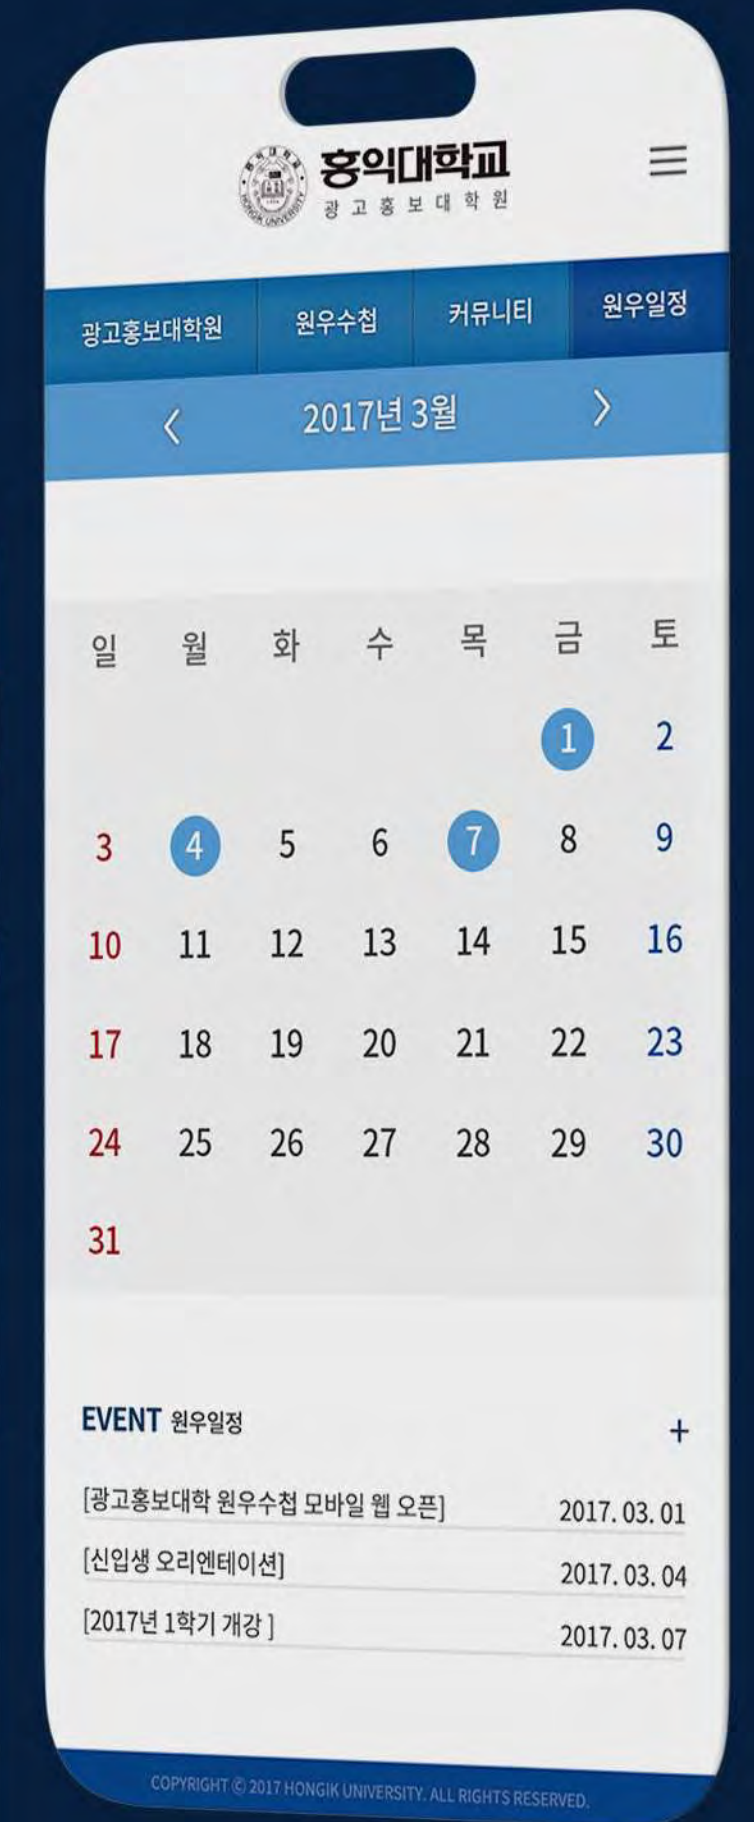 홍익대학교
광고홍보대학원
HONGIK UNIVERSITY
광고홍보대학원 원우수첩 커뮤니티 원우일정
2017년 3월
일 월 화 수 목 금 토
1 2
3 4 5 6 7 8 9
10 11 12 13 14 15 16
17 18 19 20 21 22 23
24 25 26 27 28 29 30
31
EVENT 원우일정 +
[광고홍보대학 원우수첩 모바일 웹 오픈] 2017. 03. 01
[신입생 오리엔테이션] 2017. 03. 04
[2017년 1학기 개강 ] 2017. 03. 07
COPYRIGHT © 2017 HONGIK UNIVERSITY. ALL RIGHTS RESERVED.